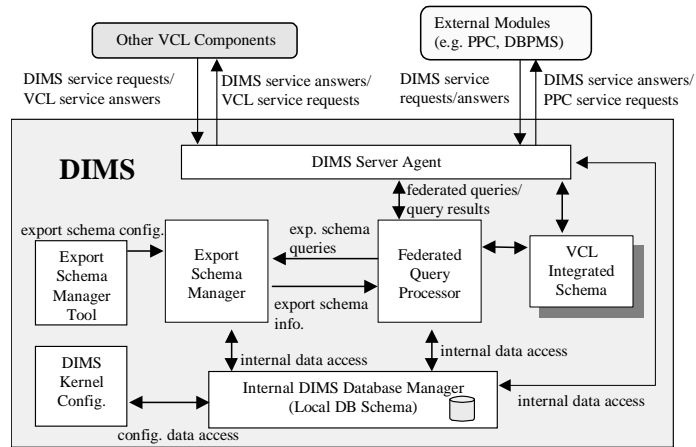 Other VCL Components
External Modules
(e.g. PPC, DBPMS)
DIMS service requests/
VCL service answers
DIMS service answers/
VCL service requests
DIMS service
requests/answers
DIMS service answers/
PPC service requests
DIMS
DIMS Server Agent
federated queries/
query results
export schema config.
exp. schema
queries
Export
Schema
Manager
Tool
Export
Schema
Manager
Federated
Query
Processor
VCL
Integrated
Schema
export schema
info.
internal data access
internal data access
DIMS
Kernel
Config.
Internal DIMS Database Manager
(Local DB Schema)
internal data access
config. data access